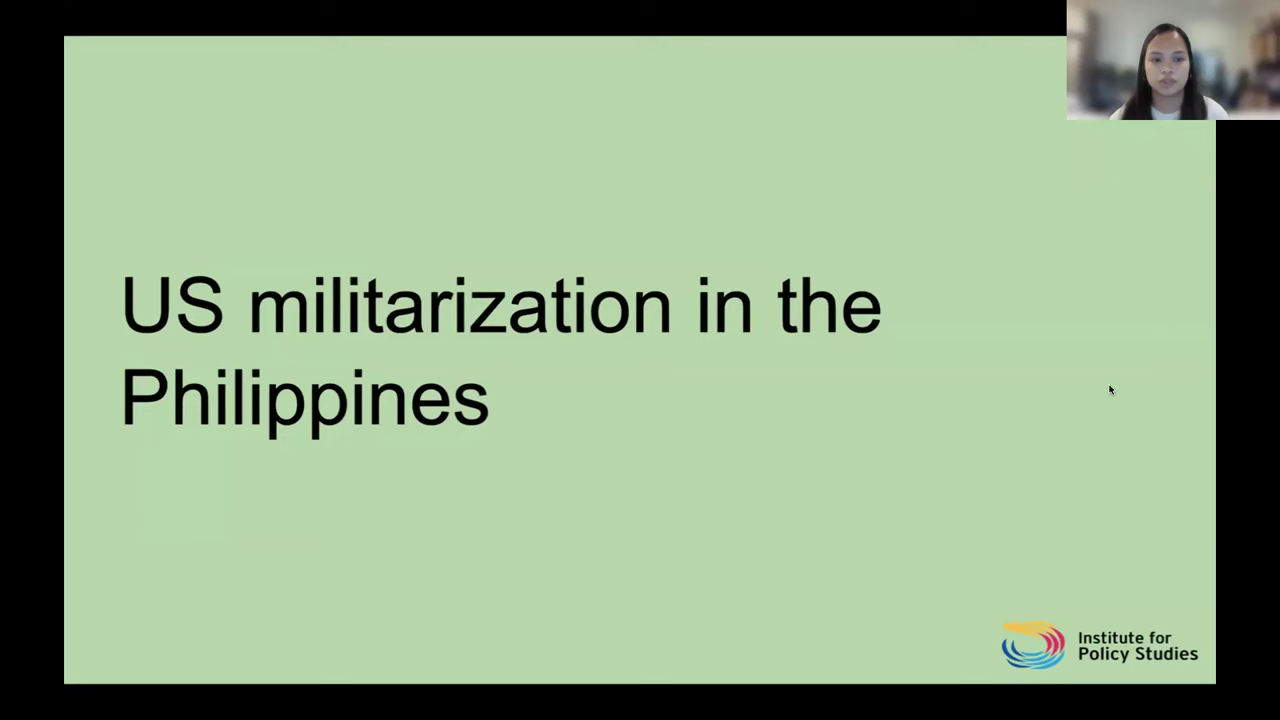 US militarization in the
Philippines
Institute for
Policy Studies